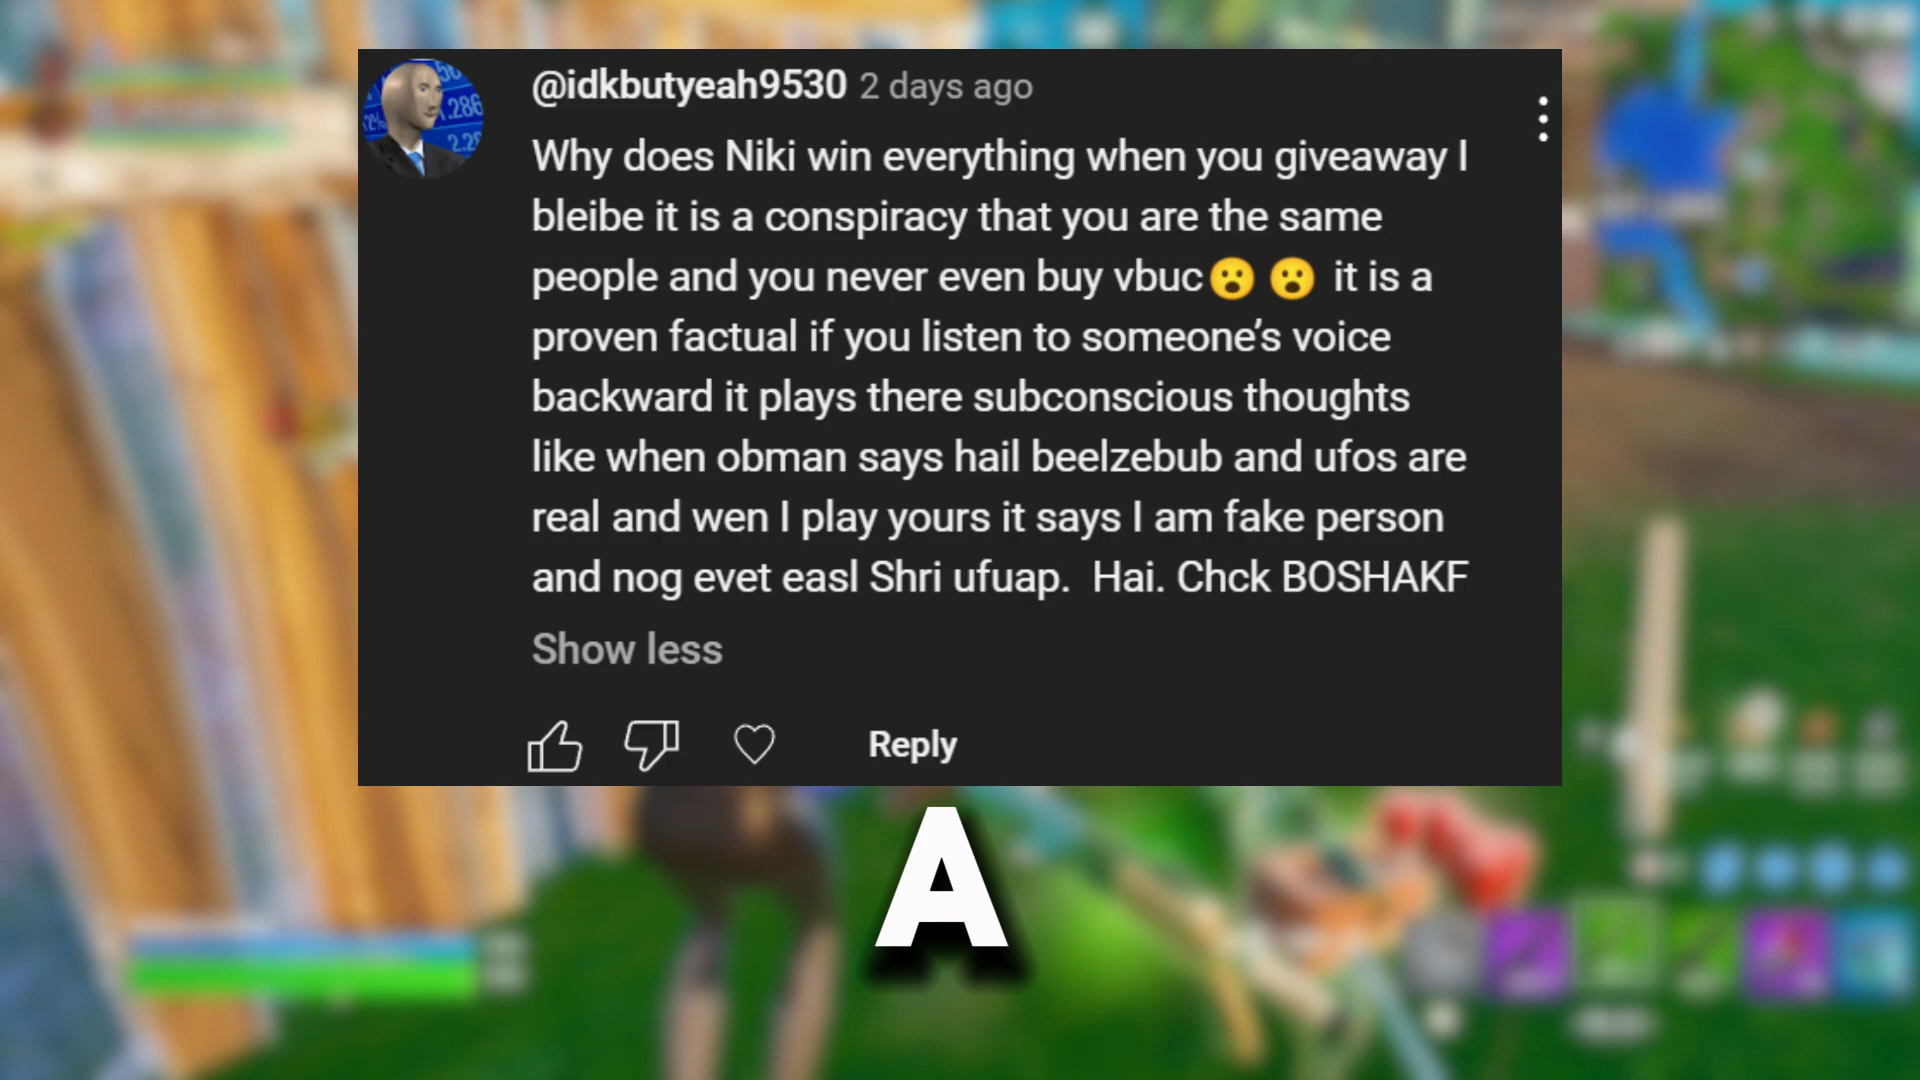 @idkbutyeah9530 2 days ago
Why does Niki win everything when you giveaway I
bleibe it is a conspiracy that you are the same
people and you never even buy vbuc😮 😮 it is a
proven factual if you listen to someone’s voice
backward it plays there subconscious thoughts
like when obman says hail beelzebub and ufos are
real and wen I play yours it says I am fake person
and nog evet easl Shri ufuap.  Hai. Chck BOSHAKF
Show less
Reply
A